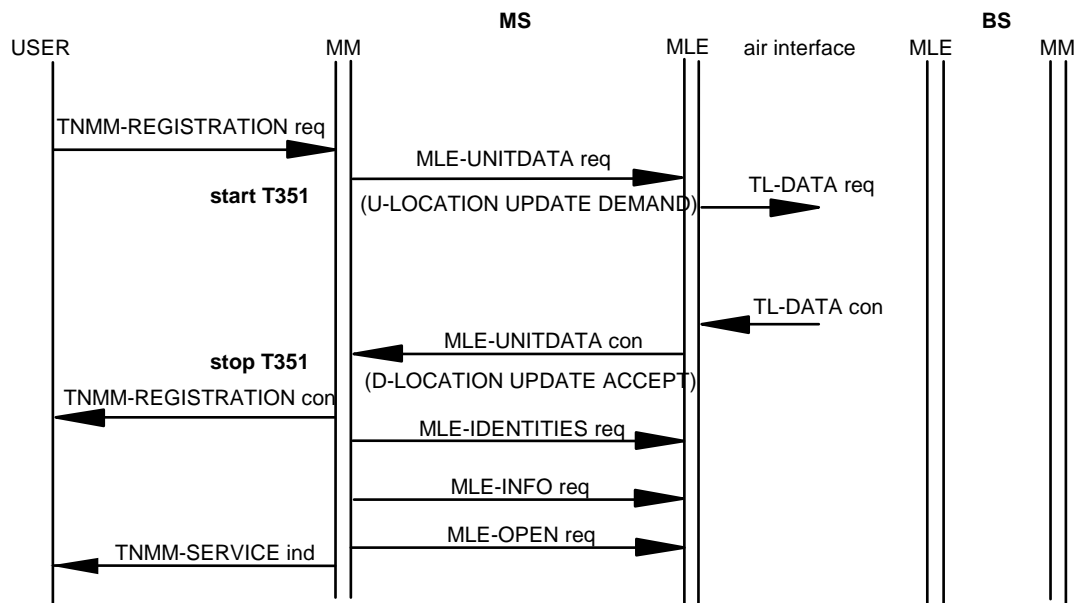 MS
BS
USER
MM
MLE
air interface
MLE
MM
TNMM-REGISTRATION req
MLE-UNITDATA req
start T351
(U-LOCATION UPDATE DEMAND)
TL-DATA req
TL-DATA con
MLE-UNITDATA con
stop T351
(D-LOCATION UPDATE ACCEPT)
TNMM-REGISTRATION con
MLE-IDENTITIES req
MLE-INFO req
MLE-OPEN req
TNMM-SERVICE ind